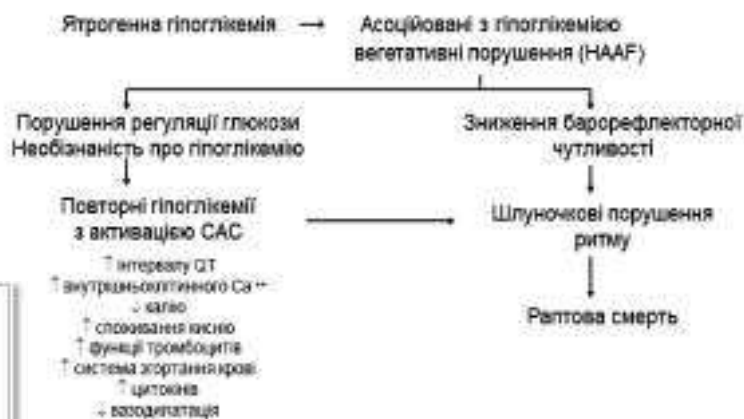 Ятрогенна гіпоглікемія → Асоційовані з гіпоглікемією
вегетативні порушення (HAAF)
Порушення регуляції глюкози
Необізнаність про гіпоглікемію
Зниження барорефлекторної
чутливості
Повторні гіпоглікемії
з активацією САС
Шлуночкові порушення
ритму
↑ інтервалу QT
↑ внутрішньоклітинного Ca ++
↓ калію
↑ споживання кисню
↑ функції тромбоцитів
↑ система згортання крові
↑ цитокінів
↓ вазодилатація
Раптова смерть